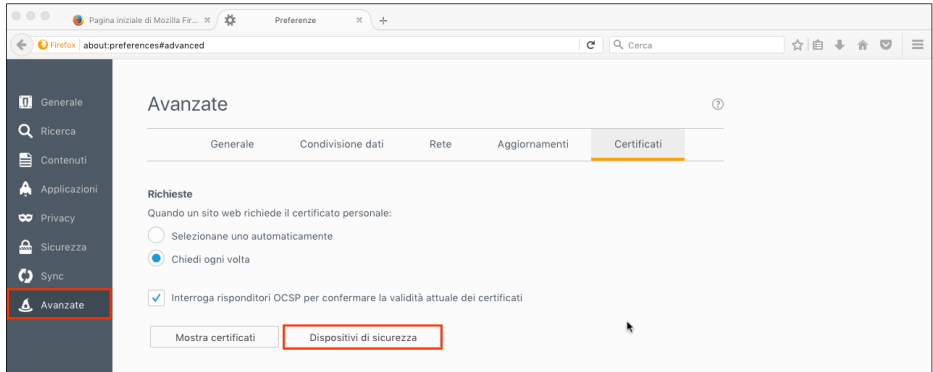 Pagina iniziale di Mozilla Fir...
Preferenze
Firefox about:preferences#advanced
Cerca
Generale
Ricerca
Contenuti
Applicazioni
Privacy
Sicurezza
Sync
Avanzate
Avanzate
Generale Condivisione dati Rete Aggiornamenti Certificati
Richieste
Quando un sito web richiede il certificato personale:
Selezionane uno automaticamente
Chiedi ogni volta
Interroga risponditori OCSP per confermare la validità attuale dei certificati
Mostra certificati Dispositivi di sicurezza